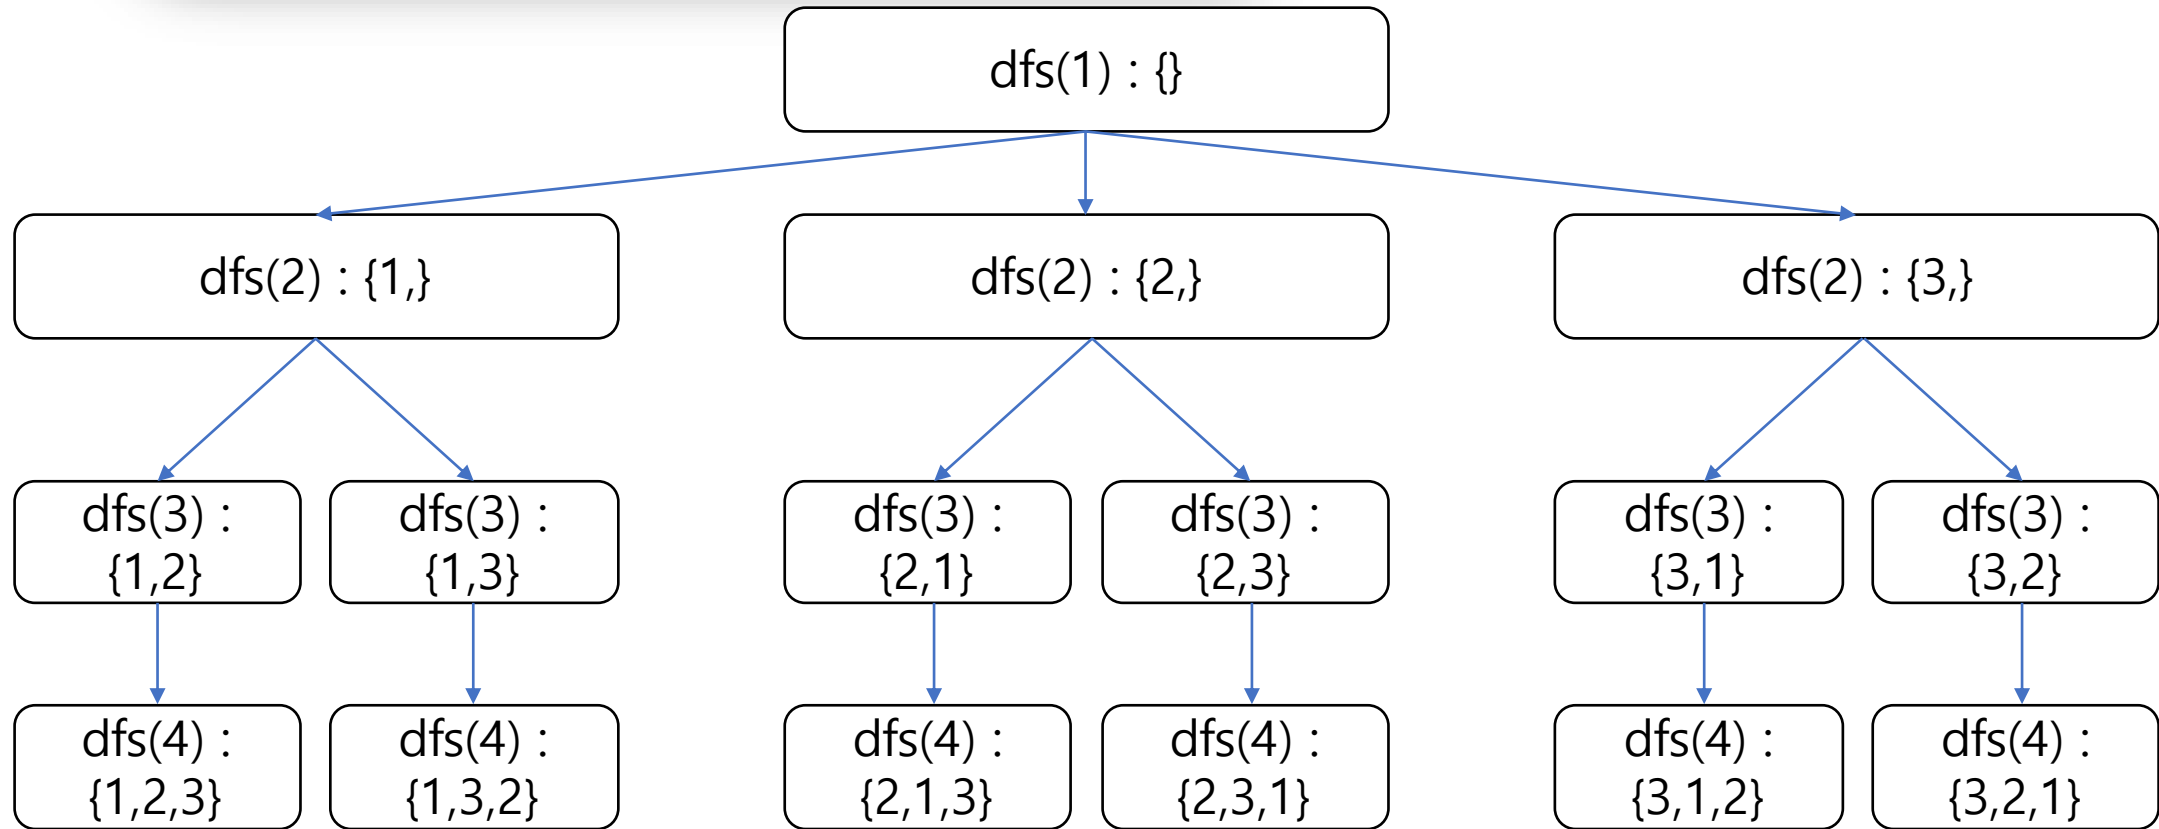 dfs(1) : {}
dfs(2) : {1,}
dfs(2) : {2,}
dfs(2) : {3,}
dfs(3) :
{1,2}
dfs(3) :
{1,3}
dfs(3) :
{2,1}
dfs(3) :
{2,3}
dfs(3) :
{3,1}
dfs(3) :
{3,2}
dfs(4) :
{1,2,3}
dfs(4) :
{1,3,2}
dfs(4) :
{2,1,3}
dfs(4) :
{2,3,1}
dfs(4) :
{3,1,2}
dfs(4) :
{3,2,1}